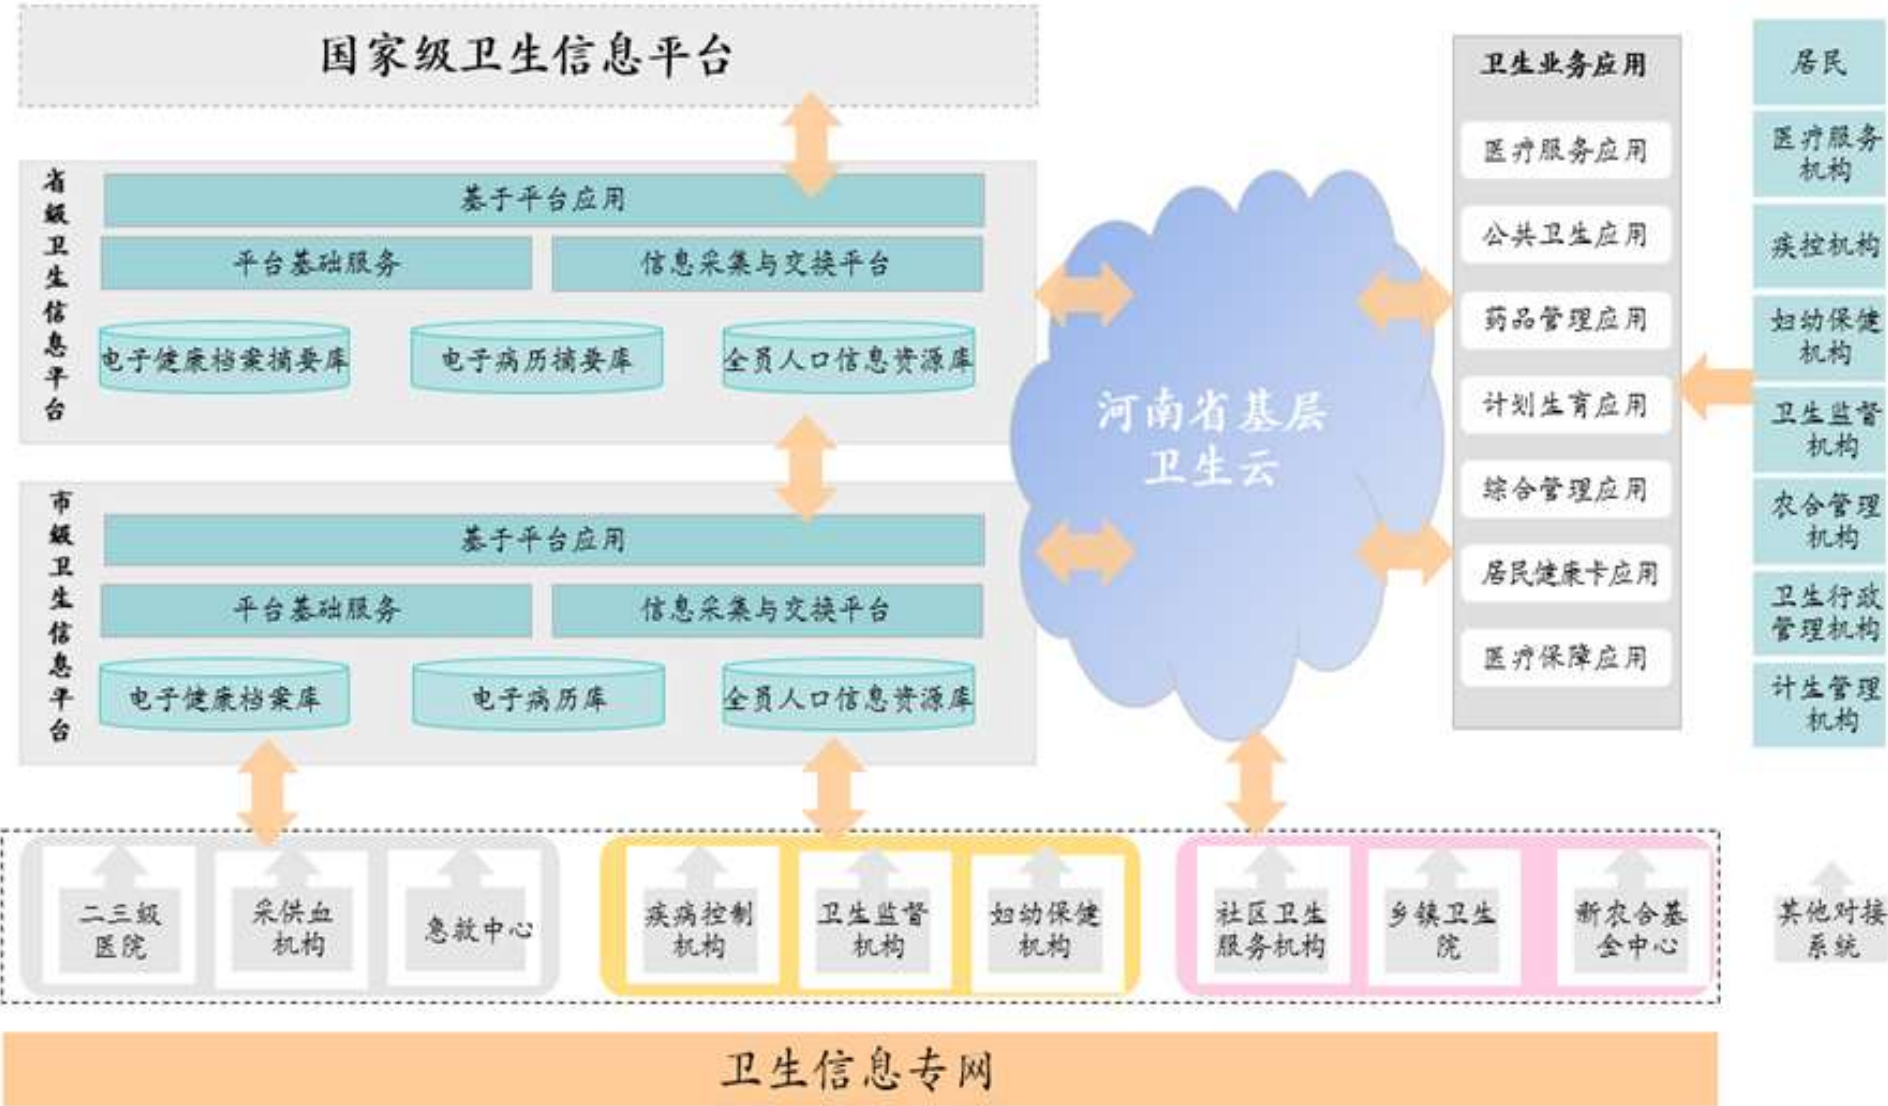 国家级卫生信息平台
省级卫生信息平台
基于平台应用
平台基础服务
信息采集与交换平台
电子健康档案摘要库
电子病历摘要库
全员人口信息资源库
市级卫生信息平台
基于平台应用
平台基础服务
信息采集与交换平台
电子健康档案库
电子病历库
全员人口信息资源库
河南省基层
卫生云
卫生业务应用
医疗服务应用
公共卫生应用
药品管理应用
计划生育应用
综合管理应用
居民健康卡应用
医疗保障应用
居民
医疗服务
机构
疾控机构
妇幼保健
机构
卫生监督
机构
农合管理
机构
卫生行政
管理机构
计生管理
机构
二三级
医院
采供血
机构
急救中心
疾病控制
机构
卫生监督
机构
妇幼保健
机构
社区卫生
服务机构
乡镇卫生
院
新农合基
金中心
其他对接
系统
卫生信息专网